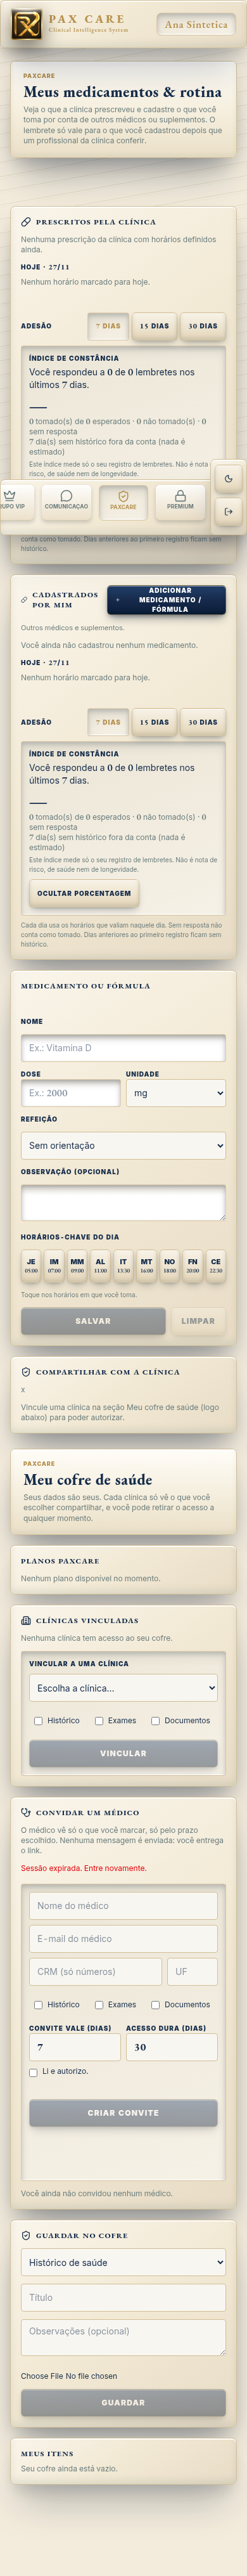 PAX CARE
Clinical Intelligence System
Ana Sintetica
PAXCARE
Meus medicamentos & rotina
Veja o que a clínica prescreveu e cadastre o que você
toma por conta de outros médicos ou suplementos. O
lembrete só vale para o que você cadastrou depois de
um profissional da clínica conferir.
PRESCRITOS PELA CLÍNICA
Nenhuma prescrição da clínica com horários definidos
ainda.
HOJE · 27/11
Nenhum horário marcado para hoje.
ADESÃO
7 DIAS
15 DIAS
30 DIAS
ÍNDICE DE CONSTÂNCIA
Você respondeu a 0 de 0 lembretes nos
últimos 7 dias.
—
0 tomado(s) de 0 esperados · 0 não tomado(s) · 0
sem resposta
7 dia(s) sem histórico fora da conta (nada é
estimado)
Este índice mede só o seu registro de lembretes. Não é nota de
risco, de saúde nem de longevidade.
COMUNICAÇÃO
PAXCARE
PREMIUM
conta como tomado. Dias anteriores ao primeiro registro ficam sem
histórico.
CADASTRADOS
POR MIM
+ ADICIONAR
MEDICAMENTO /
FÓRMULA
Outros médicos e suplementos.
Você ainda não cadastrou nenhum medicamento.
HOJE · 27/11
Nenhum horário marcado para hoje.
ADESÃO
7 DIAS
15 DIAS
30 DIAS
ÍNDICE DE CONSTÂNCIA
Você respondeu a 0 de 0 lembretes nos
últimos 7 dias.
—
0 tomado(s) de 0 esperados · 0 não tomado(s) · 0
sem resposta
7 dia(s) sem histórico fora da conta (nada é
estimado)
Este índice mede só o seu registro de lembretes. Não é nota de
risco, de saúde nem de longevidade.
OCULTAR PORCENTAGEM
Cada dia usa os horários que valiam naquele dia. Sem resposta não
conta como tomado. Dias anteriores ao primeiro registro ficam sem
histórico.
MEDICAMENTO OU FÓRMULA
NOME
Ex.: Vitamina D
DOSE
UNIDADE
Ex.: 2000
mg
REFEIÇÃO
Sem orientação
OBSERVAÇÃO (OPCIONAL)
HORÁRIOS-CHAVE DO DIA
JE IM MM AL IT MT NO FN CE
05:00 07:00 09:00 11:00 13:30 16:00 18:00 20:00 22:30
Toque nos horários em que você toma.
SALVAR
LIMPAR
COMPARTILHAR COM A CLÍNICA
x
Vincule uma clínica na seção Meu cofre de saúde (logo
abaixo) para poder autorizar.
PAXCARE
Meu cofre de saúde
Seus dados são seus. Cada clínica só vê o que você
escolher compartilhar, e você pode retirar o acesso a
qualquer momento.
PLANOS PAXCARE
Nenhum plano disponível no momento.
CLÍNICAS VINCULADAS
Nenhuma clínica tem acesso ao seu cofre.
VINCULAR A UMA CLÍNICA
Escolha a clínica...
Histórico
Exames
Documentos
VINCULAR
CONVIDAR UM MÉDICO
O médico vê só o que você marcar, só pelo prazo
escolhido. Nenhuma mensagem é enviada: você entrega
o link.
Sessão expirada. Entre novamente.
Nome do médico
E-mail do médico
CRM (só números)
UF
Histórico
Exames
Documentos
CONVITE VALE (DIAS)
ACESSO DURA (DIAS)
7
30
Li e autorizo.
CRIAR CONVITE
Você ainda não convidou nenhum médico.
GUARDAR NO COFRE
Histórico de saúde
Título
Observações (opcional)
Choose File No file chosen
GUARDAR
MEUS ITENS
Seu cofre ainda está vazio.